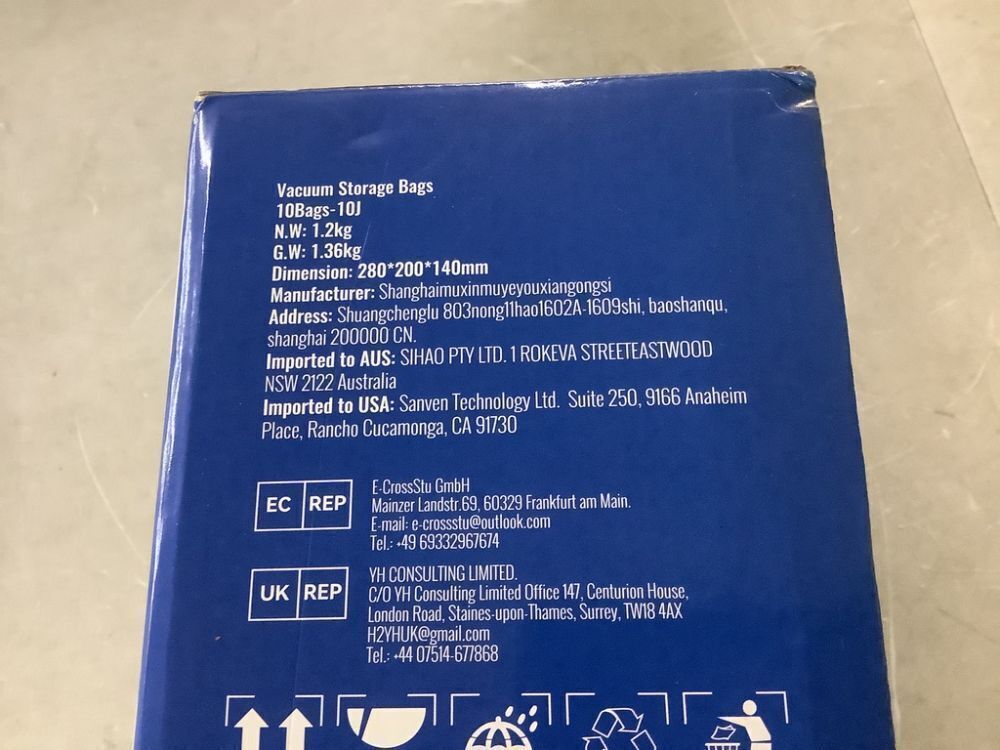 Vacuum Storage Bags
10Bags-10J
N.W: 1.2kg
G.W: 1.36kg
Dimension: 280*200*140mm
Manufacturer: Shanghaimuxinmuyeyouxiangongsi
Address: Shuangchenglu 803nong11hao1602A-1609shi, baoshanqu,
shanghai 200000 CN.
Imported to AUS: SIHAO PTY LTD. 1 ROKEVA STREETEASTWOOD
NSW 2122 Australia
Imported to USA: Sanven Technology Ltd. Suite 250, 9166 Anaheim
Place, Rancho Cucamonga, CA 91730
EC REP
E-CrossStu GmbH
Mainzer Landstr.69, 60329 Frankfurt am Main.
E-mail: e-crossstu@outlook.com
Tel.: +49 69332967674
UK REP
YH CONSULTING LIMITED.
C/O YH Consulting Limited Office 147, Centurion House,
London Road, Staines-upon-Thames, Surrey, TW18 4AX
H2YHUK@gmail.com
Tel.: +44 07514-677868